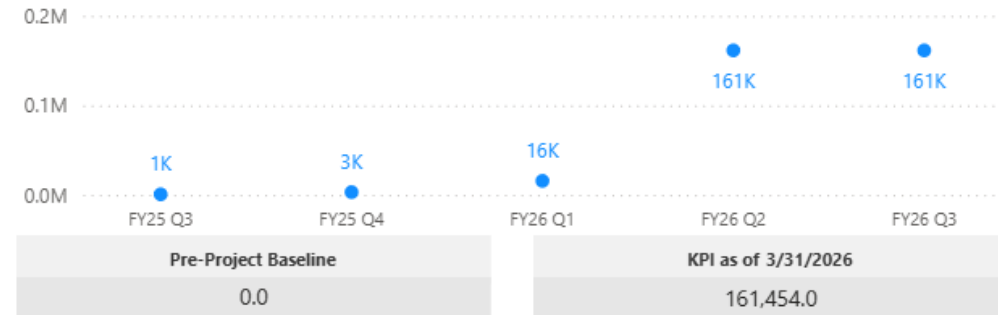 0.2M
161K 161K
0.1M
16K
1K 3K
0.0M
FY25 Q3 FY25 Q4 FY26 Q1 FY26 Q2 FY26 Q3
Pre-Project Baseline KPI as of 3/31/2026
0.0 161,454.0